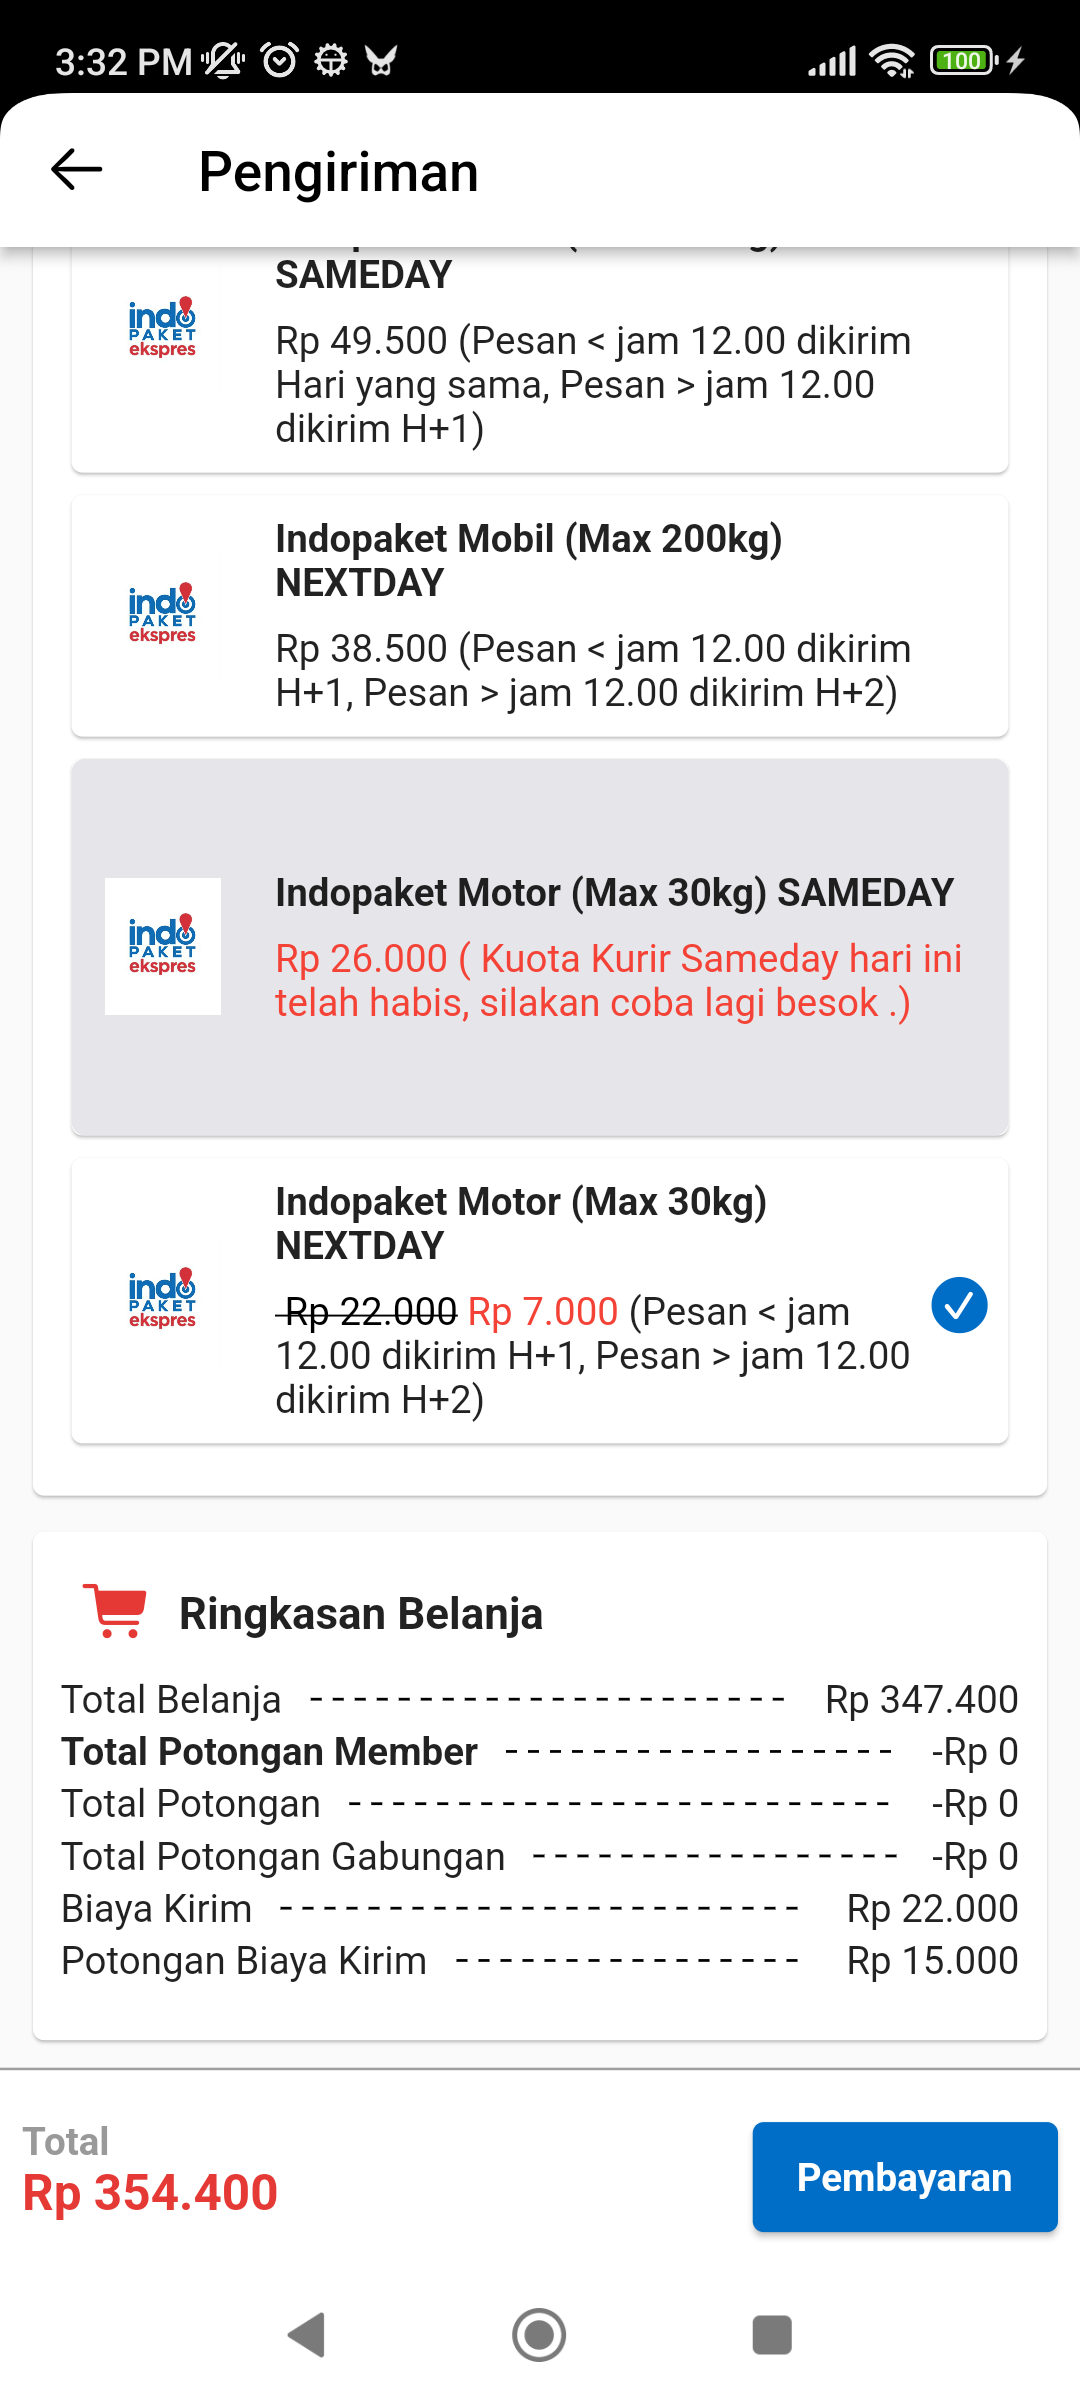 3:32 PM
100
Pengiriman
SAMEDAY
indo
PAKET
ekspres
Rp 49.500 (Pesan < jam 12.00 dikirim
Hari yang sama, Pesan > jam 12.00
dikirim H+1)
Indopaket Mobil (Max 200kg)
NEXTDAY
indo
PAKET
ekspres
Rp 38.500 (Pesan < jam 12.00 dikirim
H+1, Pesan > jam 12.00 dikirim H+2)
Indopaket Motor (Max 30kg) SAMEDAY
indo
PAKET
ekspres
Rp 26.000 ( Kuota Kurir Sameday hari ini
telah habis, silakan coba lagi besok .)
Indopaket Motor (Max 30kg)
NEXTDAY
indo
PAKET
ekspres
Rp 22.000 Rp 7.000 (Pesan < jam
12.00 dikirim H+1, Pesan > jam 12.00
dikirim H+2)
Ringkasan Belanja
Total Belanja ---------------------- Rp 347.400
Total Potongan Member ------------------ -Rp 0
Total Potongan ------------------------- -Rp 0
Total Potongan Gabungan ----------------- -Rp 0
Biaya Kirim ------------------------ Rp 22.000
Potongan Biaya Kirim ---------------- Rp 15.000
Total
Rp 354.400
Pembayaran